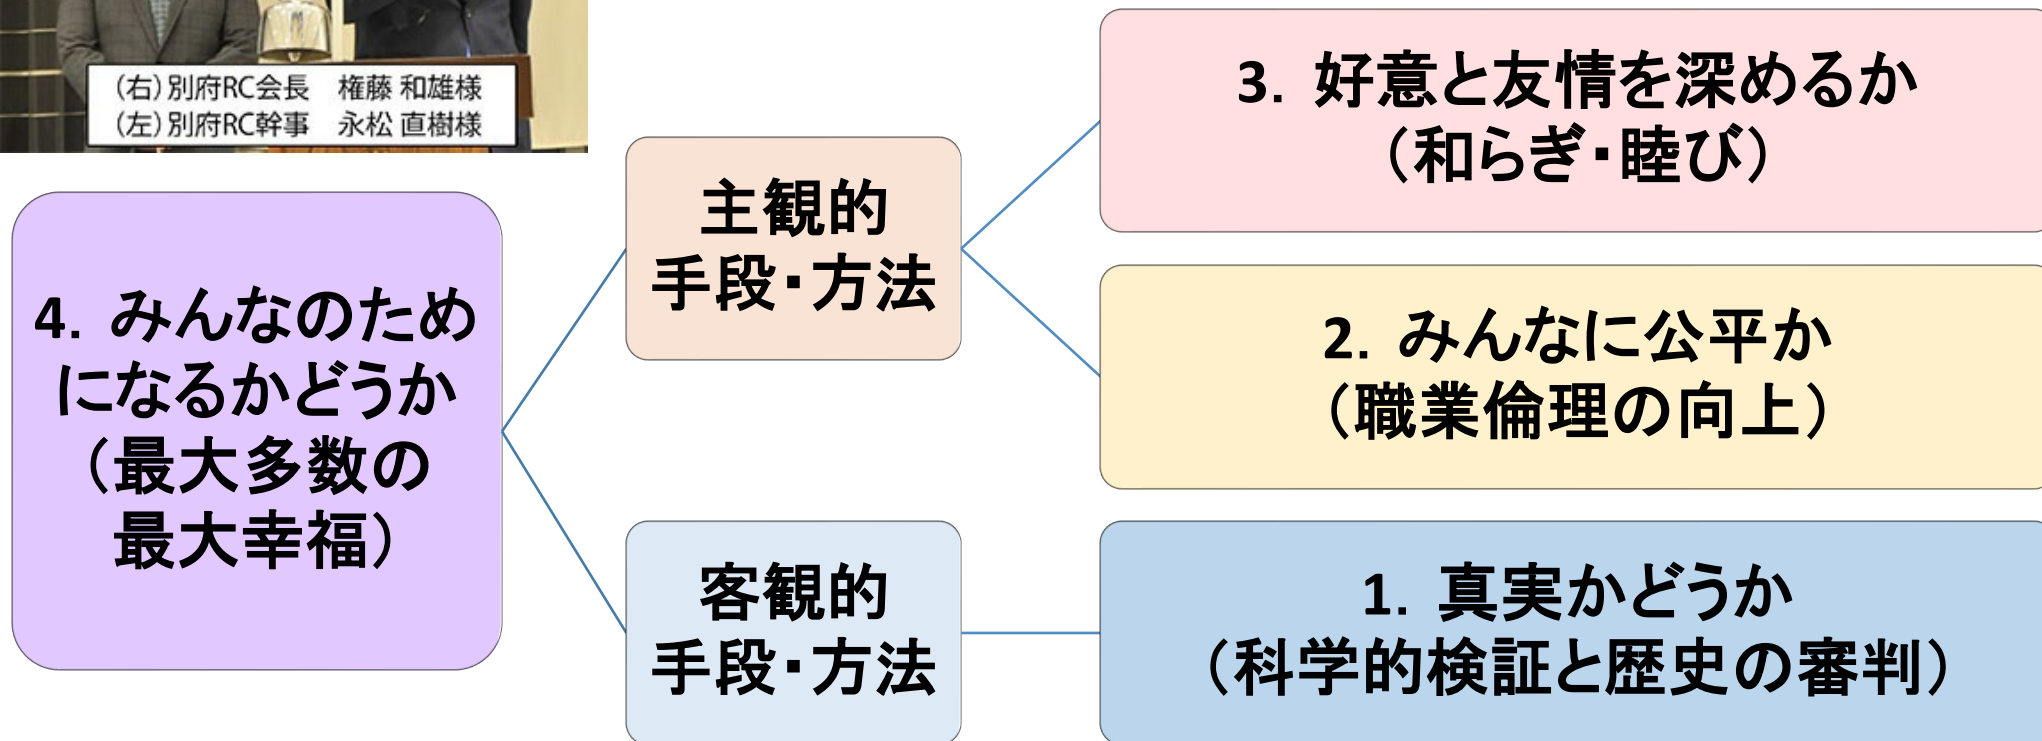 (右)別府RC会長　権藤 和雄様
(左)別府RC幹事　永松 直樹様
4. みんなのため
になるかどうか
(最大多数の
最大幸福)
主観的
手段・方法
客観的
手段・方法
3. 好意と友情を深めるか
(和らぎ・睦び)
2. みんなに公平か
(職業倫理の向上)
1. 真実かどうか
(科学的検証と歴史の審判)